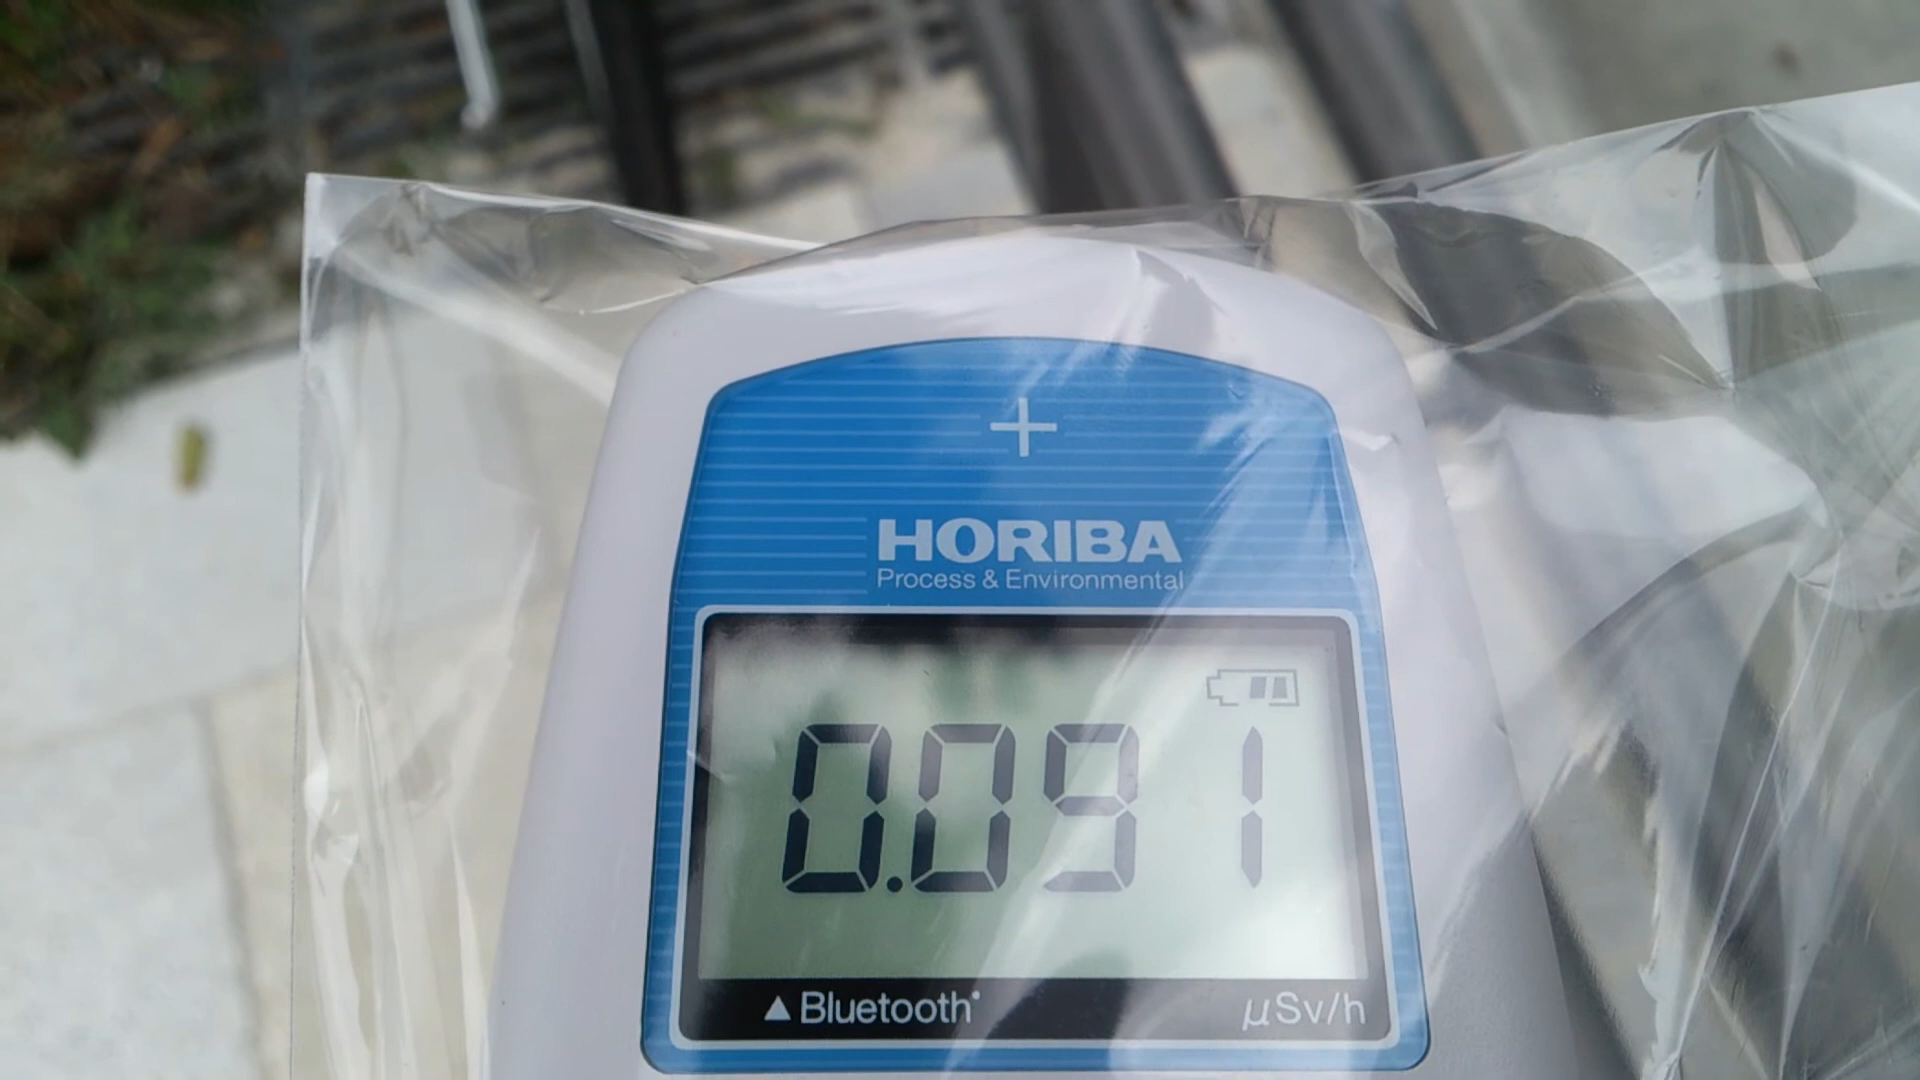 +
HORIBA
Process & Environmental
0.091
▲Bluetooth®
μSv/h